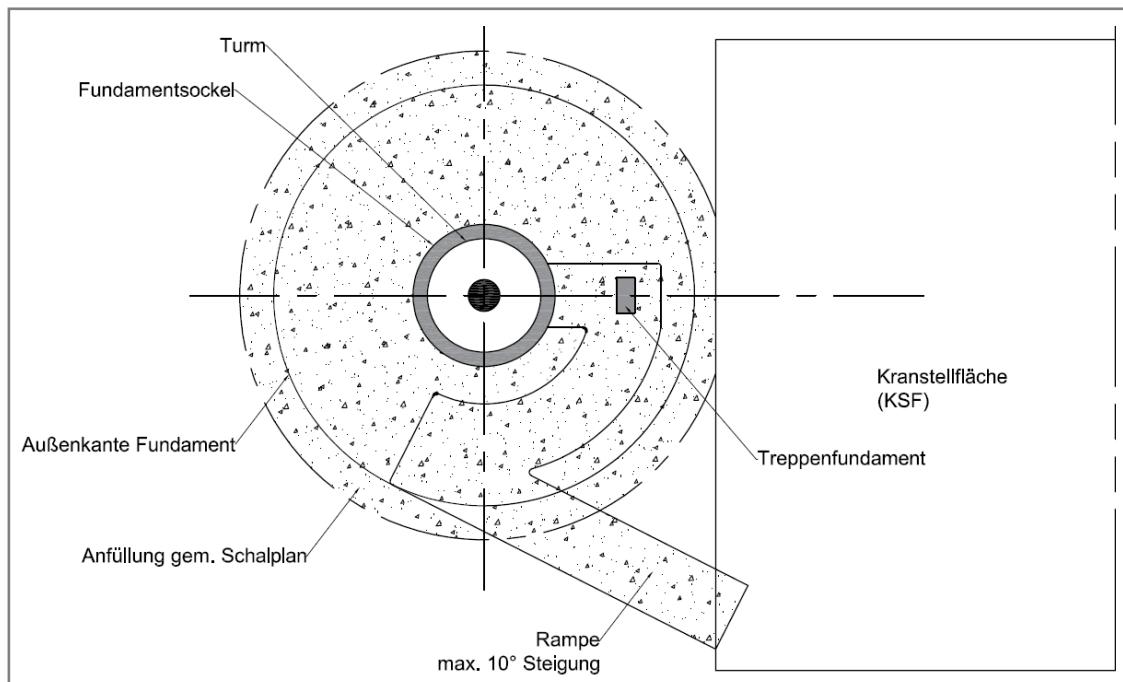 Turm
Fundamentsockel
Kranstellfläche
(KSF)
Außenkante Fundament
Treppenfundament
Anfüllung gem. Schalplan
Rampe
max. 10° Steigung